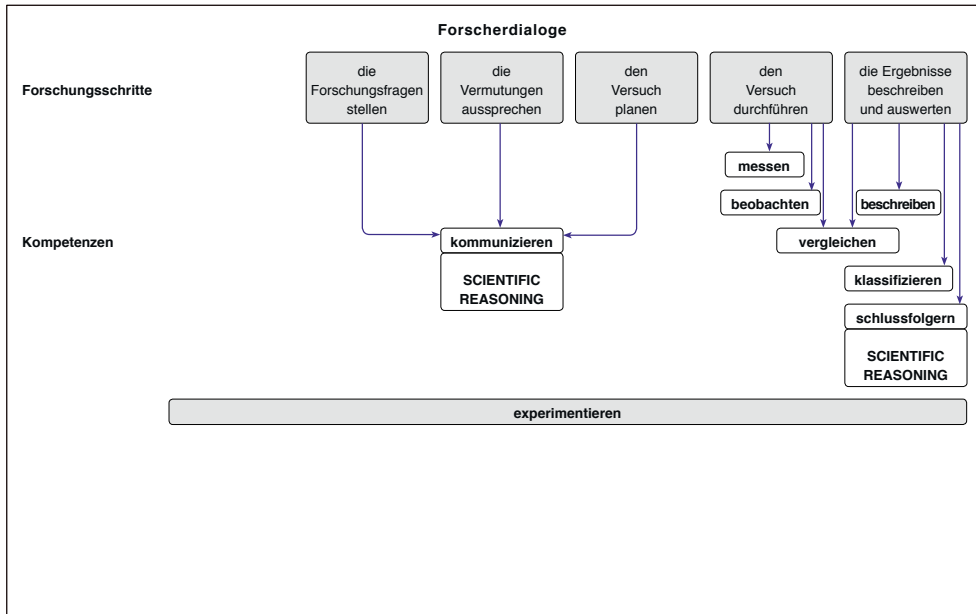 Forscherdialoge
Forschungsschritte
die
Forschungsfragen
stellen
die
Vermutungen
aussprechen
den
Versuch
planen
den
Versuch
durchführen
die Ergebnisse
beschreiben
und auswerten
messen
beobachten
beschreiben
Kompetenzen
kommunizieren
vergleichen
SCIENTIFIC
REASONING
klassifizieren
schlussfolgern
SCIENTIFIC
REASONING
experimentieren